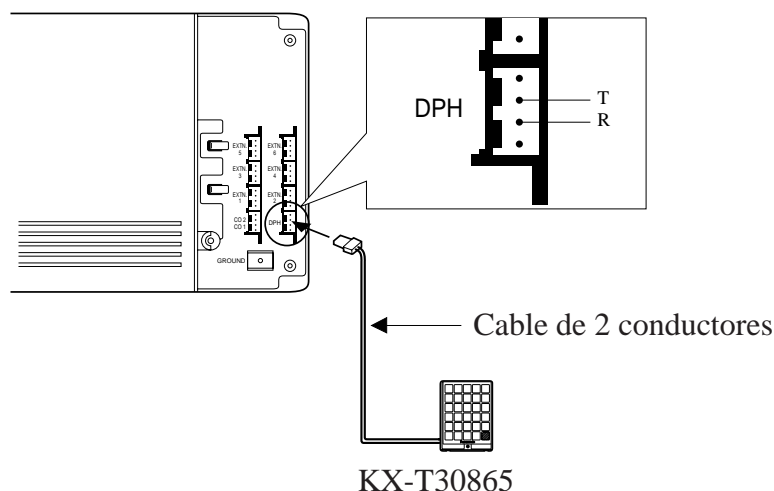 EXTN. 5
EXTN. 6
EXTN. 3
EXTN. 4
EXTN. 1
EXTN. 2
CO 2
CO 1
DPH
GROUND
DPH
T
R
Cable de 2 conductores
KX-T30865